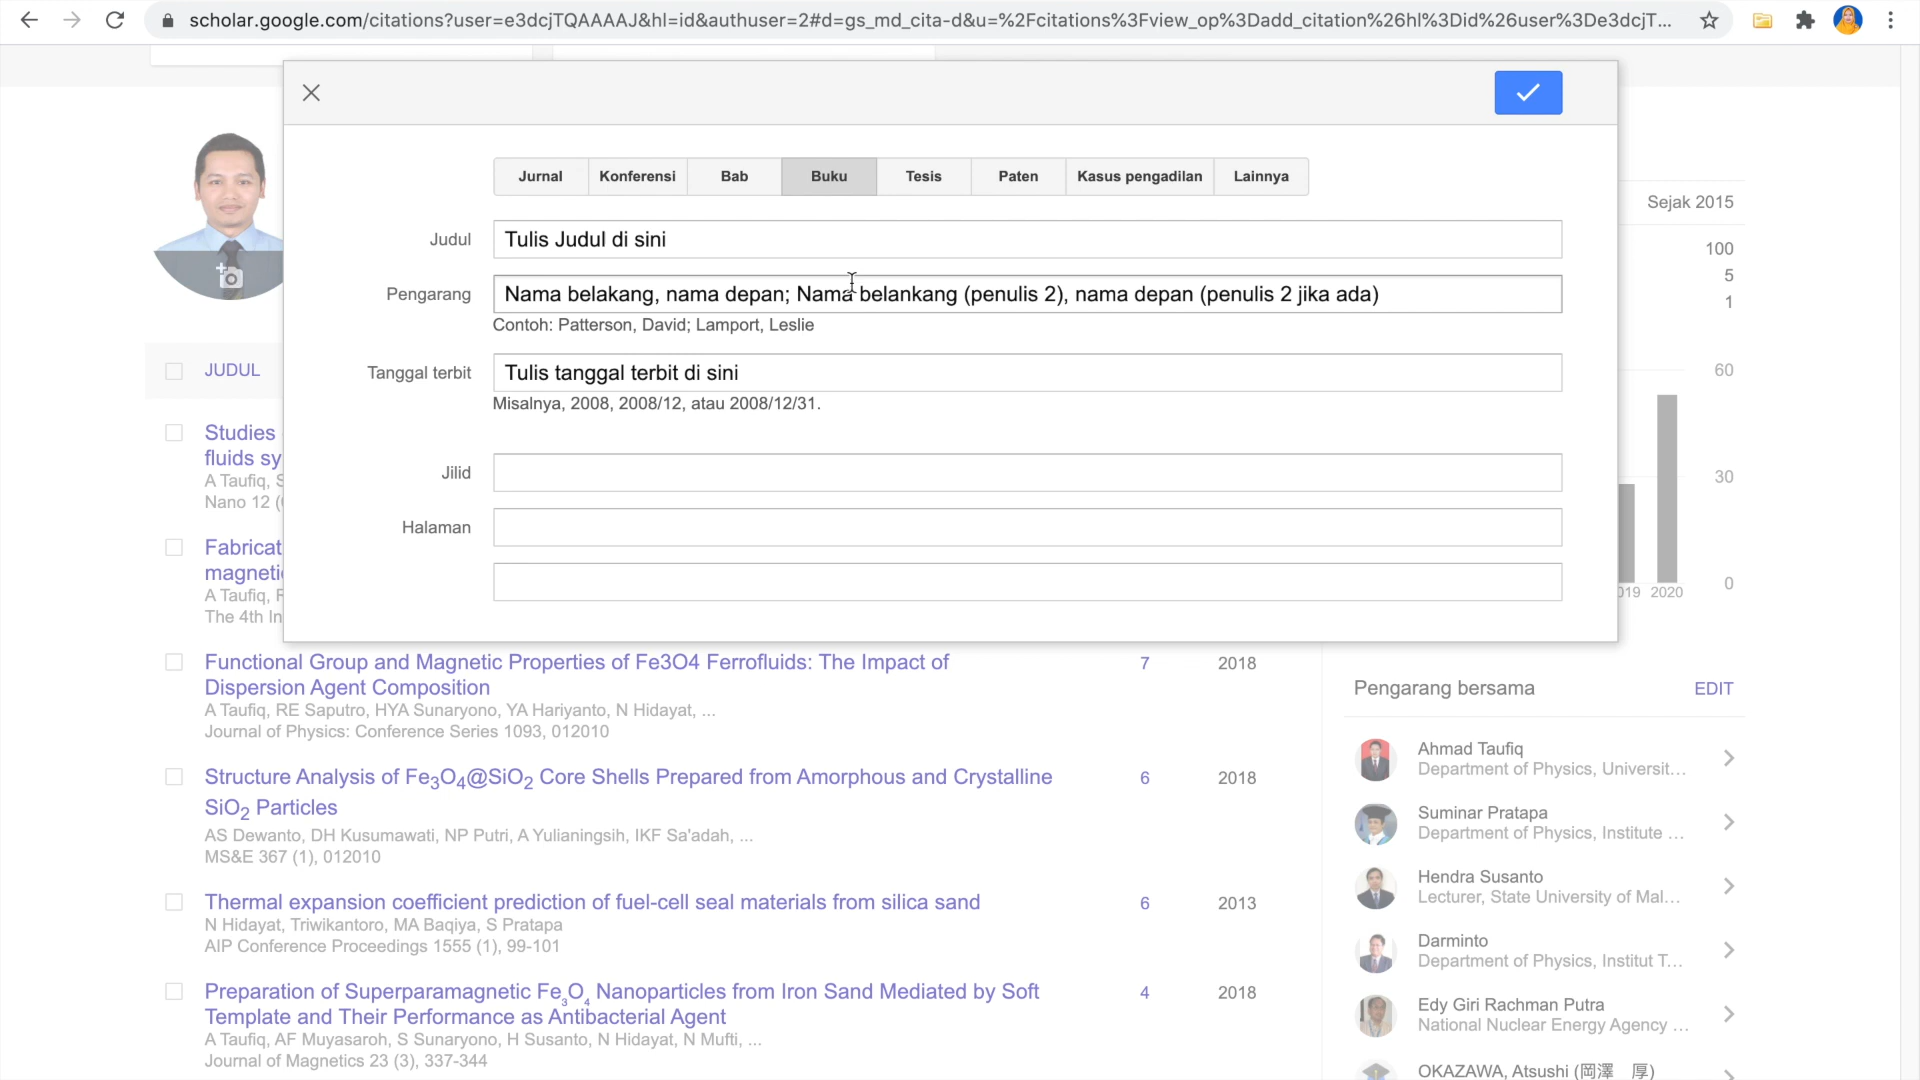 scholar.google.com/citations?user=e3dcjTQAAAAJ&hl=id&authuser=2#d=gs_md_cita-d&u=%2Fcitations%3Fview_op%3Dadd_citation%26hl%3Did%26user%3De3dcjT...
Jurnal Konferensi Bab Buku Tesis Paten Kasus pengadilan Lainnya
Judul Tulis Judul di sini
Pengarang Nama belakang, nama depan; Nama belankang (penulis 2), nama depan (penulis 2 jika ada)
Contoh: Patterson, David; Lamport, Leslie
Tanggal terbit Tulis tanggal terbit di sini
Misalnya, 2008, 2008/12, atau 2008/12/31.
Jilid
Halaman
Sejak 2015
100
5
1
60
30
0
019 2020
JUDUL
Studies
fluids sy
A Taufiq, S
Nano 12 (
Fabricat
magneti
A Taufiq, F
The 4th In
Functional Group and Magnetic Properties of Fe3O4 Ferrofluids: The Impact of 7 2018
Dispersion Agent Composition
A Taufiq, RE Saputro, HYA Sunaryono, YA Hariyanto, N Hidayat, ...
Journal of Physics: Conference Series 1093, 012010
Structure Analysis of Fe3O4@SiO2 Core Shells Prepared from Amorphous and Crystalline 6 2018
SiO2 Particles
AS Dewanto, DH Kusumawati, NP Putri, A Yulianingsih, IKF Sa'adah, ...
MS&E 367 (1), 012010
Thermal expansion coefficient prediction of fuel-cell seal materials from silica sand 6 2013
N Hidayat, Triwikantoro, MA Baqiya, S Pratapa
AIP Conference Proceedings 1555 (1), 99-101
Preparation of Superparamagnetic Fe3O4 Nanoparticles from Iron Sand Mediated by Soft 4 2018
Template and Their Performance as Antibacterial Agent
A Taufiq, AF Muyasaroh, S Sunaryono, H Susanto, N Hidayat, N Mufti, ...
Journal of Magnetics 23 (3), 337-344
Pengarang bersama EDIT
Ahmad Taufiq
Department of Physics, Universit...
Suminar Pratapa
Department of Physics, Institute ...
Hendra Susanto
Lecturer, State University of Mal...
Darminto
Department of Physics, Institut T...
Edy Giri Rachman Putra
National Nuclear Energy Agency ...
OKAZAWA, Atsushi (岡澤 厚)